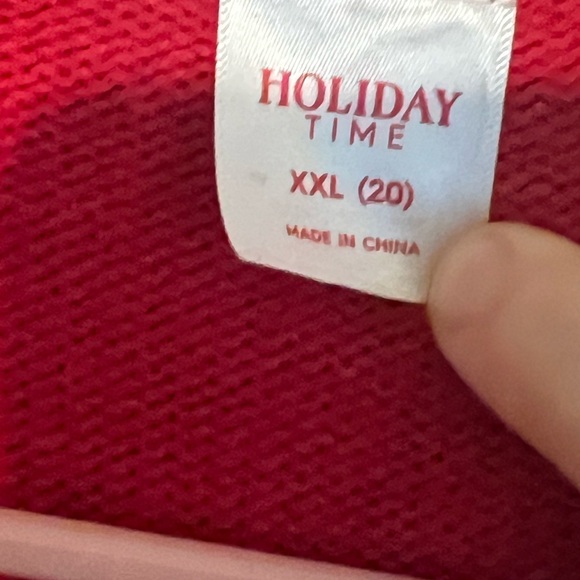 HOLIDAY
TIME
XXL (20)
MADE IN CHINA